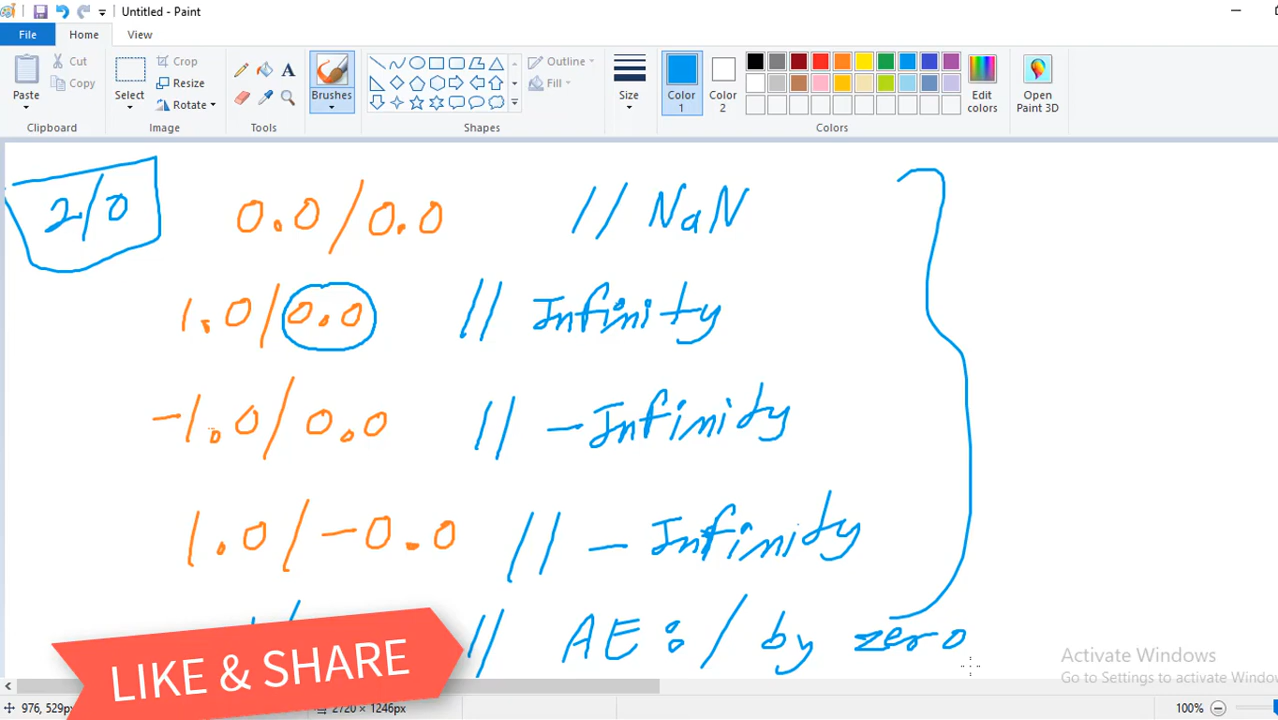 Untitled - Paint
File Home View
Paste
Cut
Copy
Clipboard
Select
Crop
Resize
Rotate
Image
A
Tools
Brushes
Outline
Fill
Shapes
Size
Color 1
Color 2
Edit colors
Colors
Open Paint 3D
2/0
0.0/0.0 // NaN
1.0/0.0 // Infinity
-1.0/0.0 // -Infinity
1.0/-0.0 // - Infinity
// AE: / by zero
LIKE & SHARE
Activate Windows
Go to Settings to activate Windows
976, 529px
2720 × 1246px
100%